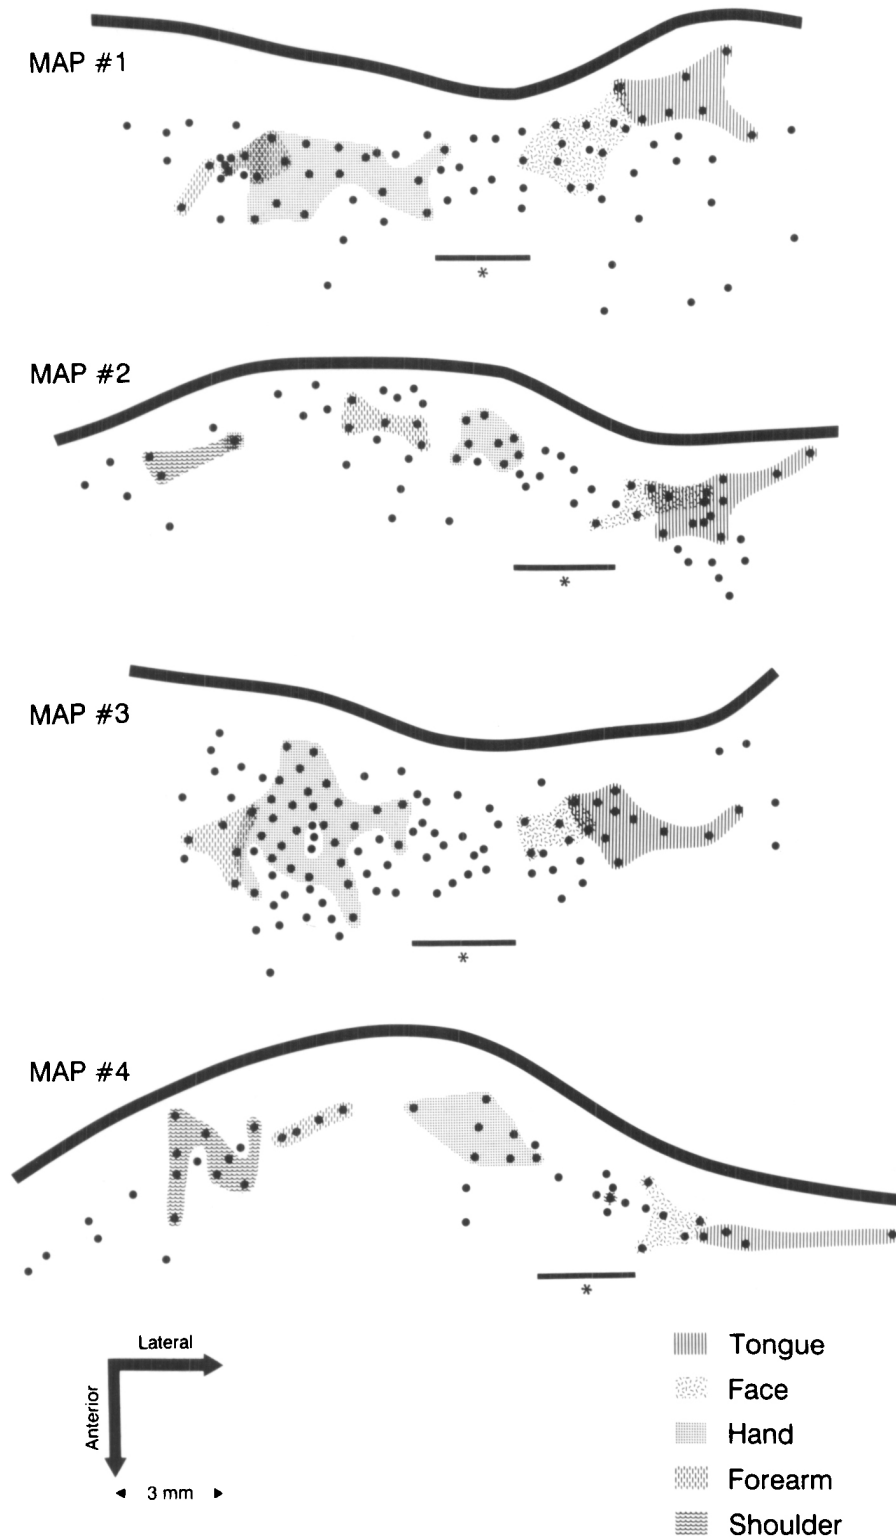 MAP #1
*
MAP #2
*
MAP #3
*
MAP #4
*
Lateral
Anterior
3 mm
Tongue
Face
Hand
Forearm
Shoulder